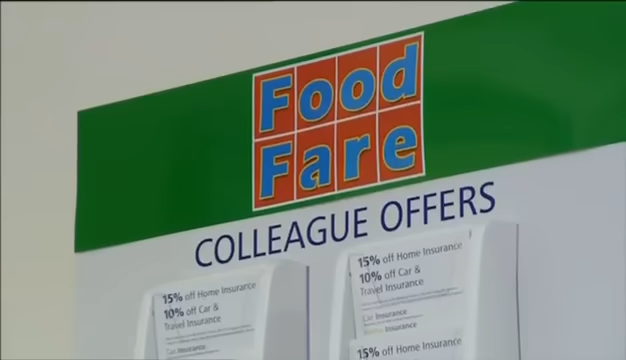 Food
Fare
COLLEAGUE OFFERS
15% off Home Insurance
10% off Car &
Travel Insurance
Car Insurance
15% off Home Insurance
10% off Car &
Travel Insurance
Car Insurance
Home Insurance
15% off Home Insurance